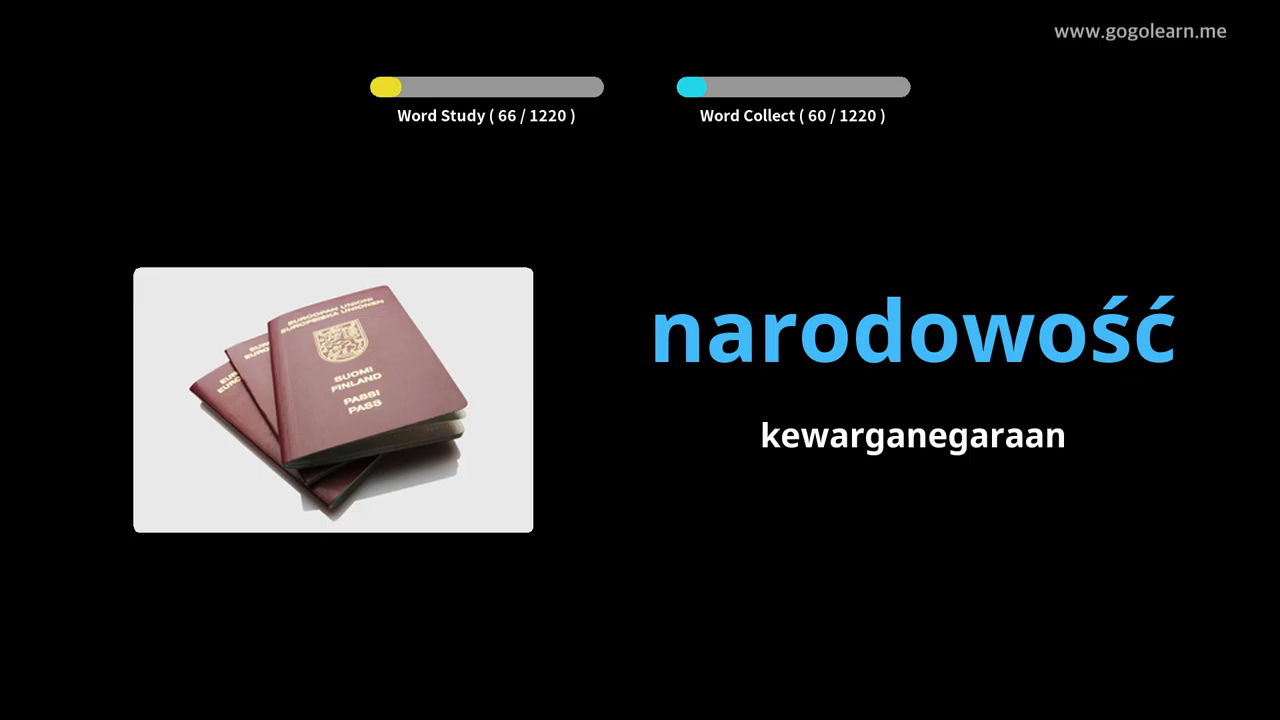 www.gogolearn.me
Word Study ( 66 / 1220 )
Word Collect ( 60 / 1220 )
narodowość
kewarganegaraan
EUROOPAN UNIONI
EUROPEISKA UNIONEN
SUOMI
FINLAND
PASSI
PASS